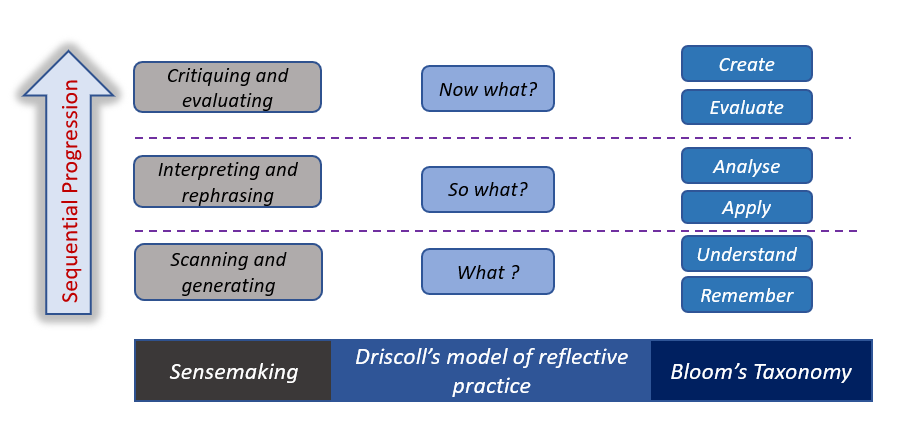 Sequential Progression
Critiquing and
evaluating
Now what?
Create
Evaluate
Interpreting and
rephrasing
So what?
Analyse
Apply
Scanning and
generating
What ?
Understand
Remember
Sensemaking
Driscoll’s model of reflective
practice
Bloom’s Taxonomy